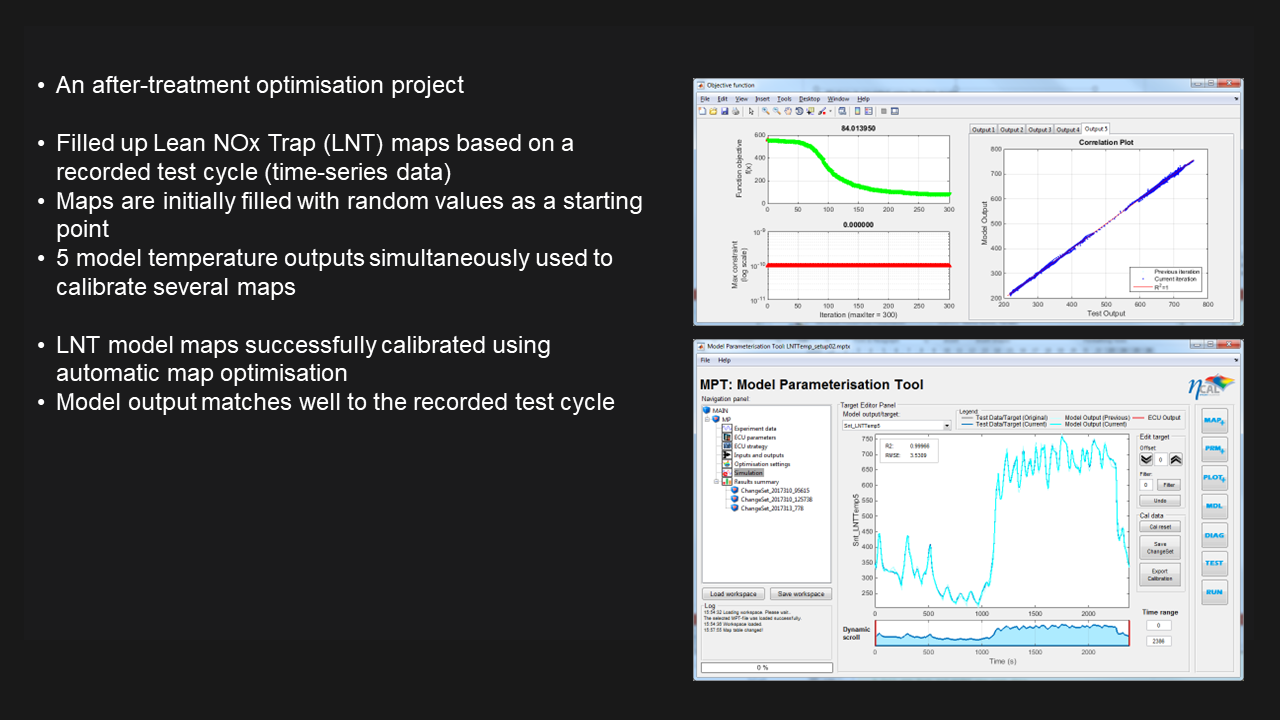 • An after-treatment optimisation project
• Filled up Lean NOx Trap (LNT) maps based on a
recorded test cycle (time-series data)
• Maps are initially filled with random values as a starting
point
• 5 model temperature outputs simultaneously used to
calibrate several maps
• LNT model maps successfully calibrated using
automatic map optimisation
• Model output matches well to the recorded test cycle
Objective function
File Edit View Insert Tools Desktop Window Help
84.013950
Function objective
f(x)
600
400
200
0
0 50 100 150 200 250 300
0.000000
Max constraint
(log scale)
10^-9
10^-10
10^-11
0 50 100 150 200 250 300
Iteration (maxIter = 300)
Output 1 Output 2 Output 3 Output 4 Output 5
Correlation Plot
Model Output
800
700
600
500
400
300
200
200 300 400 500 600 700 800
Test Output
Previous iteration
Current iteration
R²=1
Model Parameterisation Tool: LNTTemp_setup02.mptx
File Help
MPT: Model Parameterisation Tool
ηCAL
Navigation panel:
MAIN
MP
Experiment data
ECU parameters
ECU strategy
Inputs and outputs
Optimisation settings
Simulation
Results summary
ChangeSet_2017310_95615
ChangeSet_2017310_125738
ChangeSet_2017313_778
Load workspace Save workspace
Log
15:54:32 Loading workspace. Please wait..
The selected MPT-file was loaded successfully.
15:54:36 Workspace loaded.
15:57:55 Map table changed!
0 %
Target Editor Panel
Model output/target:
Snt_LNTTemp5
Legend
Test Data/Target (Original) Model Output (Previous) ECU Output
Test Data/Target (Current) Model Output (Current)
R2: 0.99966
RMSE: 3.5309
Snt_LNTTemp5
750
700
650
600
550
500
450
400
350
300
250
0 500 1000 1500 2000
Dynamic
scroll
0 500 1000 1500 2000
Time (s)
Edit target
Offset:
0
Filter:
0 Filter
Undo
Cal data
Cal reset
Save
ChangeSet
Export
Calibration
Time range
0
2386
MAP
PRM
PLOT
MDL
DIAG
TEST
RUN